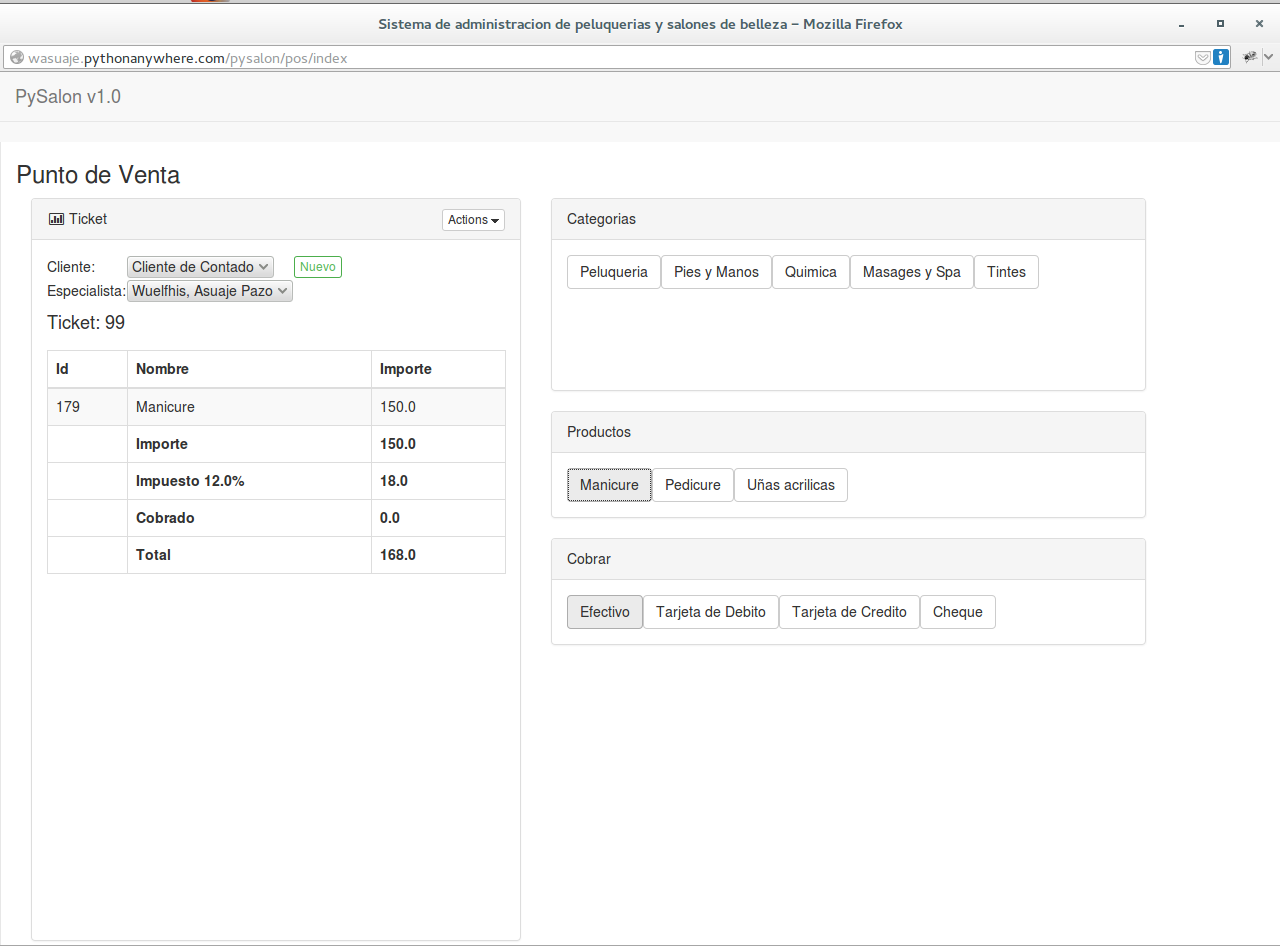 Sistema de administracion de peluquerias y salones de belleza – Mozilla Firefox
wasuaje.pythonanywhere.com/pysalon/pos/index
PySalon v1.0
Punto de Venta
Ticket Actions
Cliente: Cliente de Contado Nuevo
Especialista: Wuelfhis, Asuaje Pazo
Ticket: 99
Id Nombre Importe
179 Manicure 150.0
Importe 150.0
Impuesto 12.0% 18.0
Cobrado 0.0
Total 168.0
Categorias
Peluqueria Pies y Manos Quimica Masages y Spa Tintes
Productos
Manicure Pedicure Uñas acrilicas
Cobrar
Efectivo Tarjeta de Debito Tarjeta de Credito Cheque